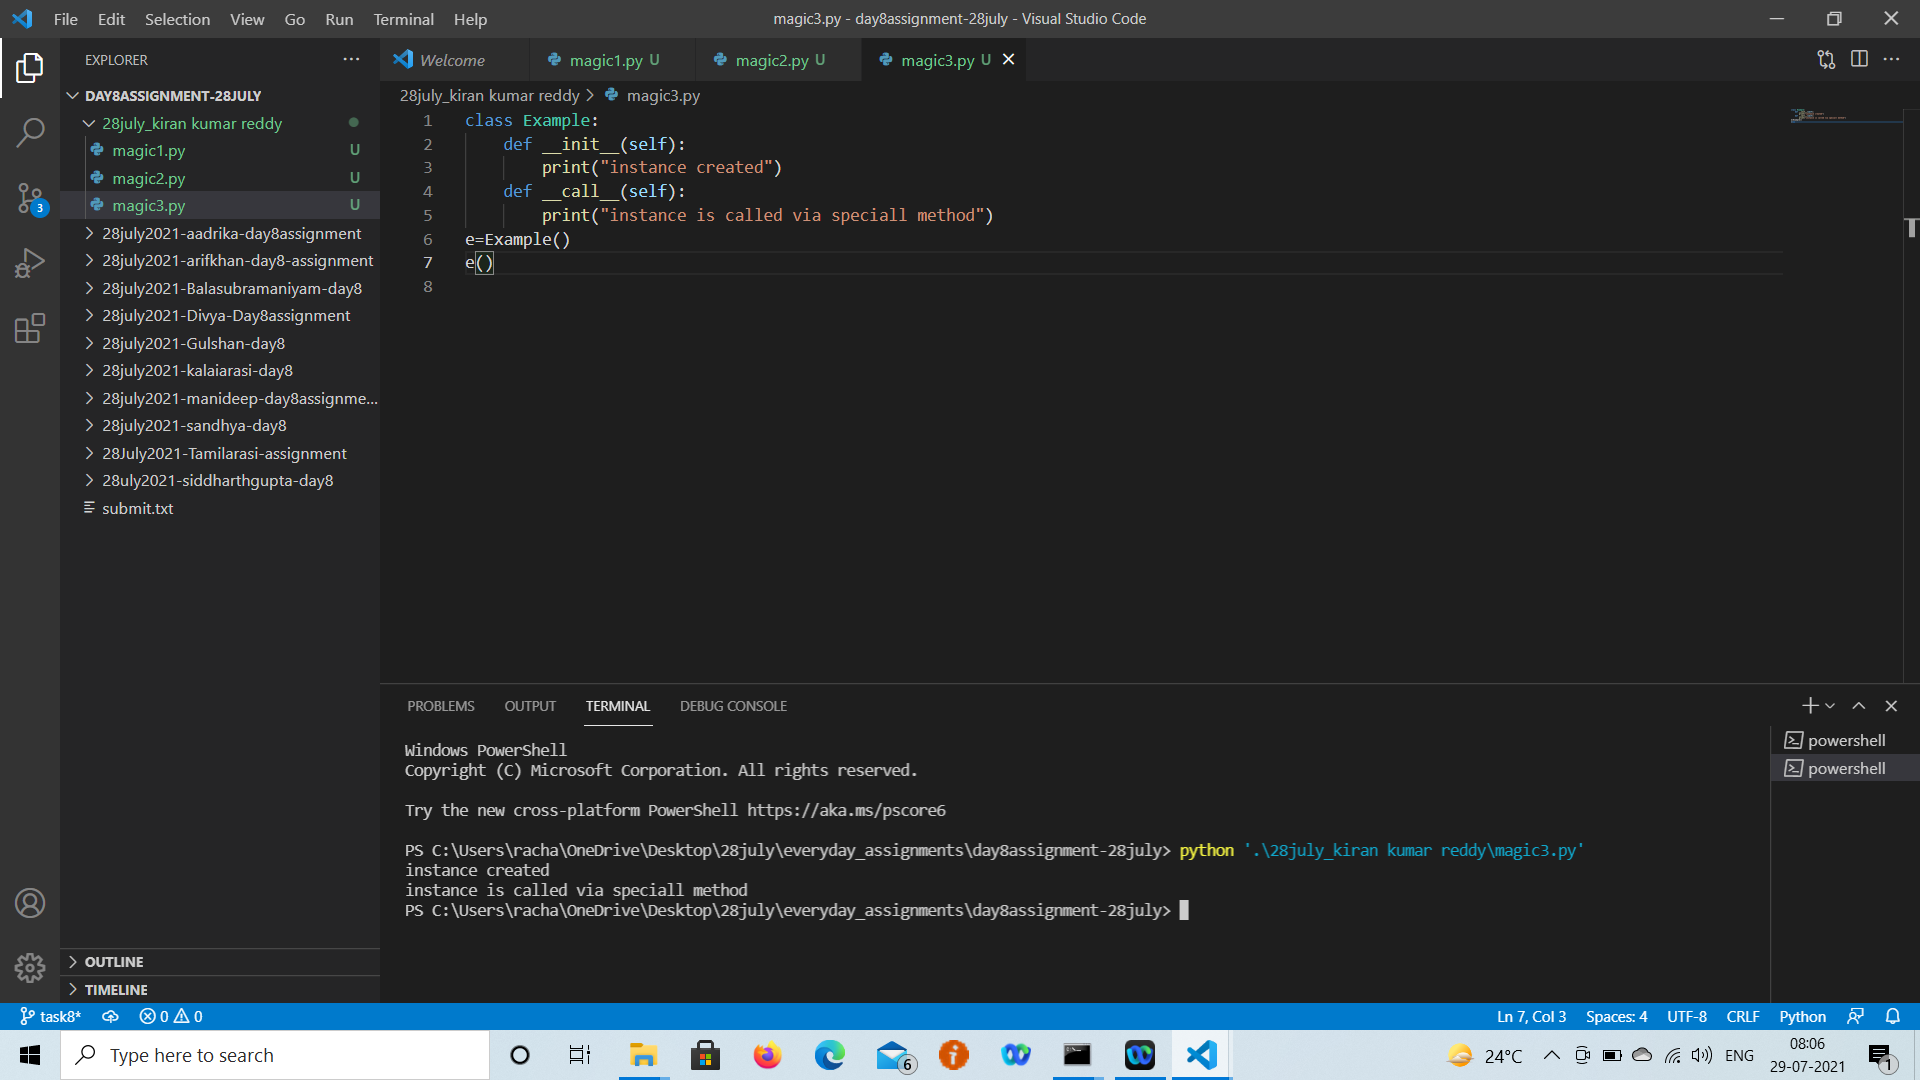 File Edit Selection View Go Run Terminal Help
magic3.py - day8assignment-28july - Visual Studio Code
EXPLORER
Welcome
magic1.py U
magic2.py U
magic3.py U
DAY8ASSIGNMENT-28JULY
28july_kiran kumar reddy
magic1.py U
magic2.py U
magic3.py U
28july2021-aadrika-day8assignment
28july2021-arifkhan-day8-assignment
28july2021-Balasubramaniyam-day8
28july2021-Divya-Day8assignment
28july2021-Gulshan-day8
28july2021-kalaiarasi-day8
28july2021-manideep-day8assignme...
28july2021-sandhya-day8
28July2021-Tamilarasi-assignment
28uly2021-siddharthgupta-day8
submit.txt
3
OUTLINE
TIMELINE
28july_kiran kumar reddy > magic3.py
1 class Example:
2 def __init__(self):
3 print("instance created")
4 def __call__(self):
5 print("instance is called via speciall method")
6 e=Example()
7 e()
8
PROBLEMS OUTPUT TERMINAL DEBUG CONSOLE
Windows PowerShell
Copyright (C) Microsoft Corporation. All rights reserved.
Try the new cross-platform PowerShell https://aka.ms/pscore6
PS C:\Users\racha\OneDrive\Desktop\28july\everyday_assignments\day8assignment-28july> python '.\28july_kiran kumar reddy\magic3.py'
instance created
instance is called via speciall method
PS C:\Users\racha\OneDrive\Desktop\28july\everyday_assignments\day8assignment-28july>
powershell
powershell
task8* 0 0
Ln 7, Col 3 Spaces: 4 UTF-8 CRLF Python
Type here to search
6
24°C
ENG
08:06
29-07-2021
1